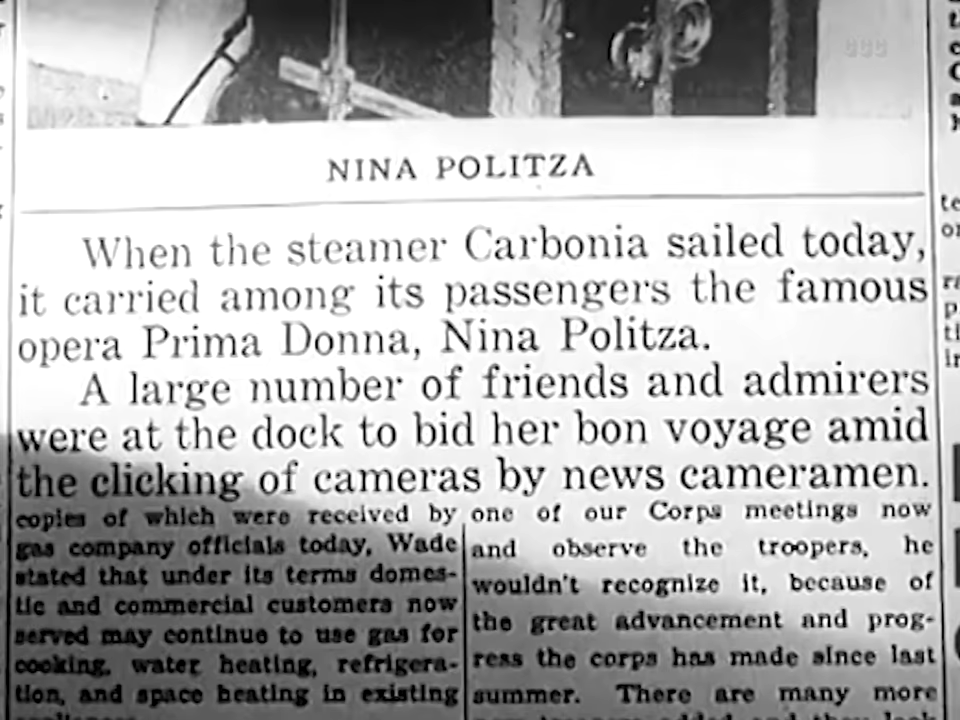 NINA POLITZA
When the steamer Carbonia sailed today,
it carried among its passengers the famous
opera Prima Donna, Nina Politza.
A large number of friends and admirers
were at the dock to bid her bon voyage amid
the clicking of cameras by news cameramen.
copies of which were received by
gas company officials today, Wade
stated that under its terms domes-
tic and commercial customers now
served may continue to use gas for
cooking, water heating, refrigera-
tion, and space heating in existing
one of our Corps meetings now
and observe the troopers, he
wouldn't recognize it, because of
the great advancement and prog-
ress the corps has made since last
summer. There are many more